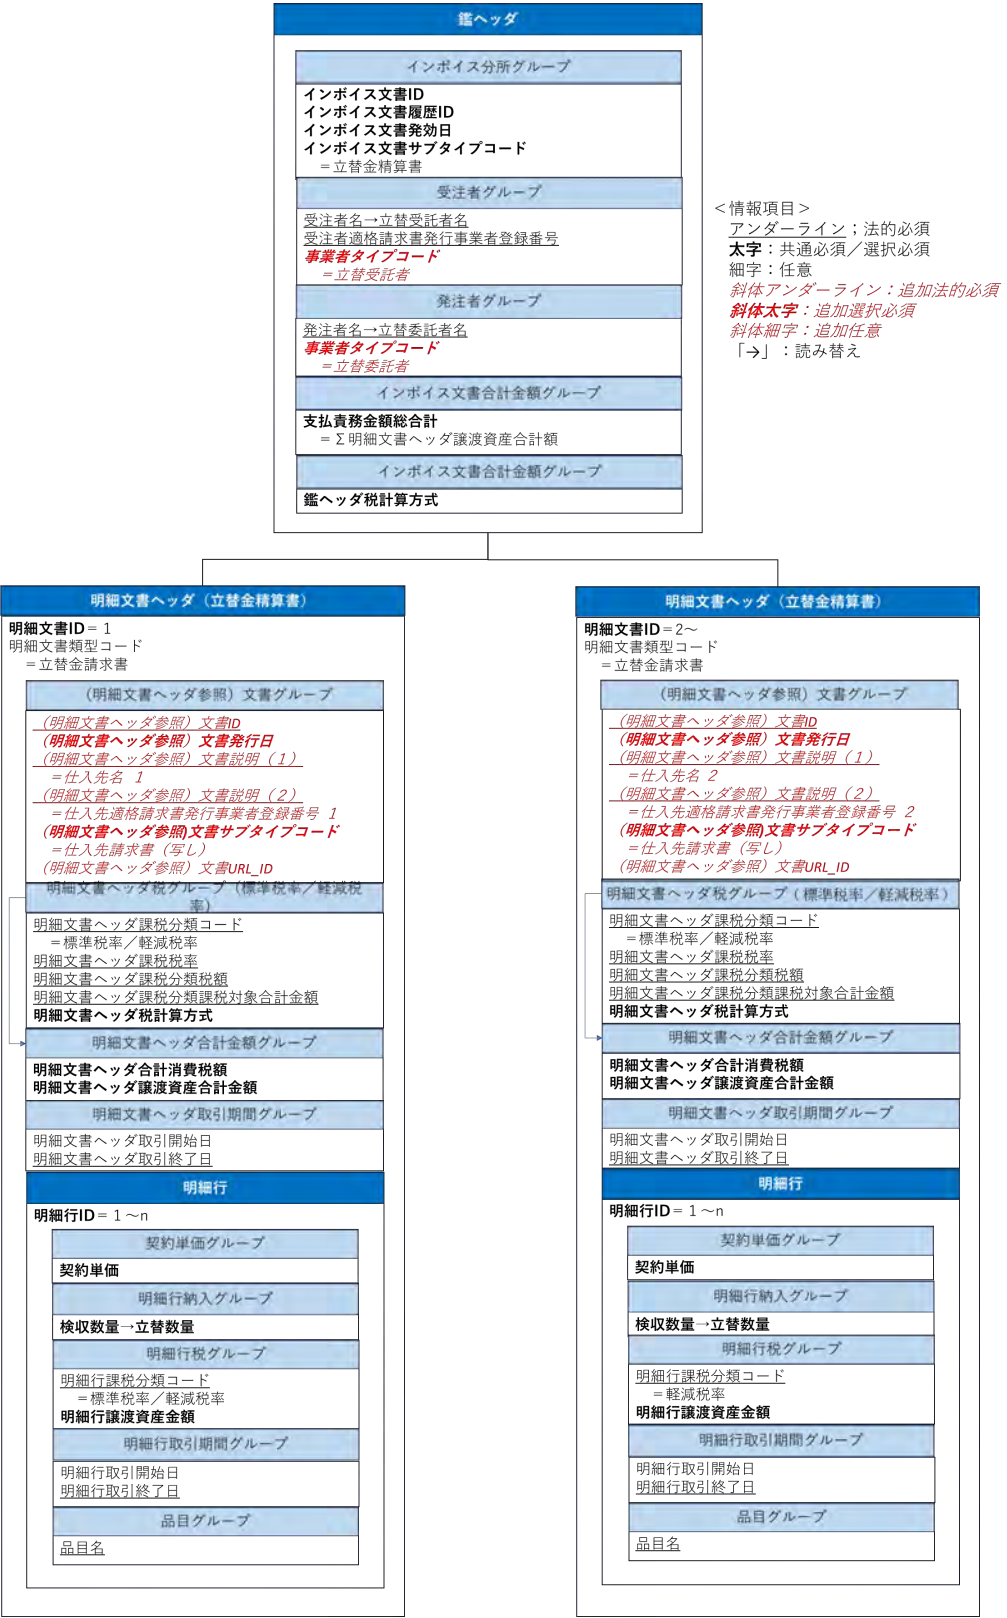 鑑ヘッダ
インボイス分所グループ
インボイス文書ID
インボイス文書履歴ID
インボイス文書発効日
インボイス文書サブタイプコード
＝立替金精算書
受注者グループ
受注者名→立替受託者名
受注者適格請求書発行事業者登録番号
事業者タイプコード
＝立替受託者
発注者グループ
発注者名→立替委託者名
事業者タイプコード
＝立替委託者
インボイス文書合計金額グループ
支払責務金額総合計
＝Σ明細文書ヘッダ譲渡資産合計額
インボイス文書合計金額グループ
鑑ヘッダ税計算方式
＜情報項目＞
アンダーライン；法的必須
太字：共通必須／選択必須
細字：任意
斜体アンダーライン：追加法的必須
斜体太字：追加選択必須
斜体細字：追加任意
「→」：読み替え
明細文書ヘッダ（立替金精算書）
明細文書ID＝１
明細文書類型コード
＝立替金請求書
（明細文書ヘッダ参照）文書グループ
（明細文書ヘッダ参照）文書ID
（明細文書ヘッダ参照）文書発行日
（明細文書ヘッダ参照）文書説明（１）
＝仕入先名 １
（明細文書ヘッダ参照）文書説明（２）
＝仕入先適格請求書発行事業者登録番号 １
（明細文書ヘッダ参照)文書サブタイプコード
＝仕入先請求書（写し）
（明細文書ヘッダ参照）文書URL_ID
明細文書ヘッダ税グループ（標準税率／軽減税
率）
明細文書ヘッダ課税分類コード
＝標準税率／軽減税率
明細文書ヘッダ課税税率
明細文書ヘッダ課税分類税額
明細文書ヘッダ課税分類課税対象合計金額
明細文書ヘッダ税計算方式
明細文書ヘッダ合計金額グループ
明細文書ヘッダ合計消費税額
明細文書ヘッダ譲渡資産合計金額
明細文書ヘッダ取引期間グループ
明細文書ヘッダ取引開始日
明細文書ヘッダ取引終了日
明細行
明細行ID＝１～n
契約単価グループ
契約単価
明細行納入グループ
検収数量→立替数量
明細行税グループ
明細行課税分類コード
＝標準税率／軽減税率
明細行譲渡資産金額
明細行取引期間グループ
明細行取引開始日
明細行取引終了日
品目グループ
品目名
明細文書ヘッダ（立替金精算書）
明細文書ID＝2～
明細文書類型コード
＝立替金請求書
（明細文書ヘッダ参照）文書グループ
（明細文書ヘッダ参照）文書ID
（明細文書ヘッダ参照）文書発行日
（明細文書ヘッダ参照）文書説明（１）
＝仕入先名 ２
（明細文書ヘッダ参照）文書説明（２）
＝仕入先適格請求書発行事業者登録番号 ２
（明細文書ヘッダ参照)文書サブタイプコード
＝仕入先請求書（写し）
（明細文書ヘッダ参照）文書URL_ID
明細文書ヘッダ税グループ（標準税率／軽減税率）
明細文書ヘッダ課税分類コード
＝標準税率／軽減税率
明細文書ヘッダ課税税率
明細文書ヘッダ課税分類税額
明細文書ヘッダ課税分類課税対象合計金額
明細文書ヘッダ税計算方式
明細文書ヘッダ合計金額グループ
明細文書ヘッダ合計消費税額
明細文書ヘッダ譲渡資産合計金額
明細文書ヘッダ取引期間グループ
明細文書ヘッダ取引開始日
明細文書ヘッダ取引終了日
明細行
明細行ID＝１～n
契約単価グループ
契約単価
明細行納入グループ
検収数量→立替数量
明細行税グループ
明細行課税分類コード
＝軽減税率
明細行譲渡資産金額
明細行取引期間グループ
明細行取引開始日
明細行取引終了日
品目グループ
品目名